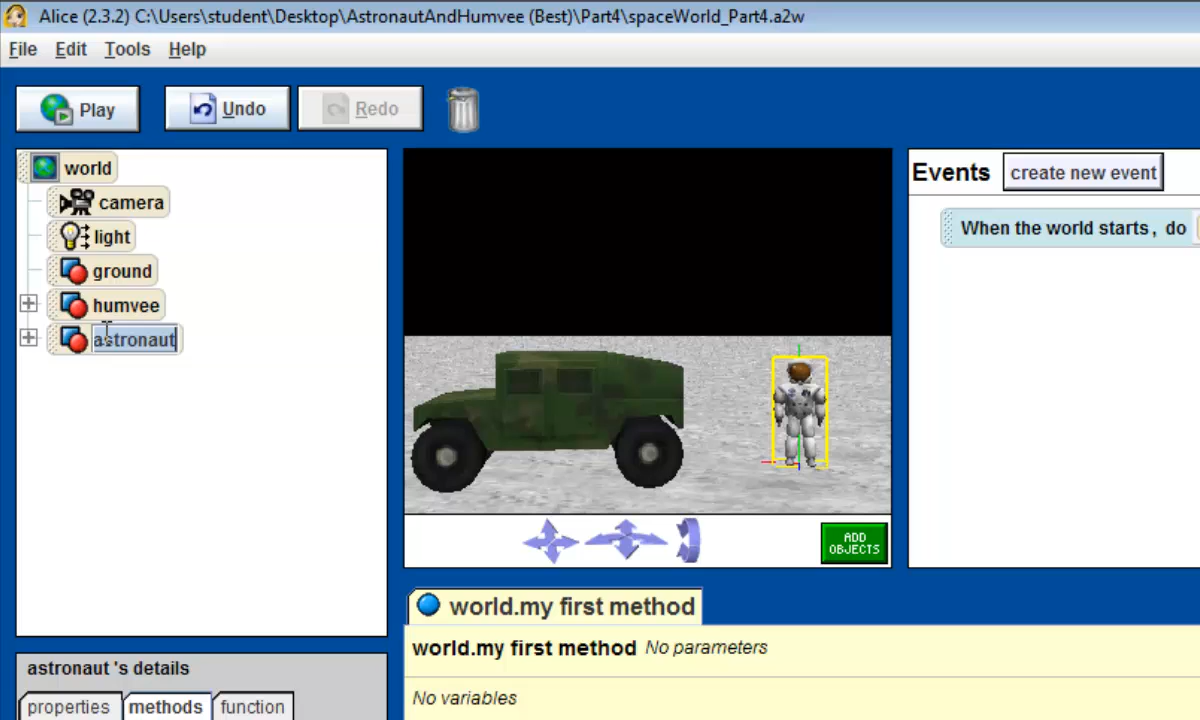 Alice (2.3.2) C:\Users\student\Desktop\AstronautAndHumvee (Best)\Part4\spaceWorld_Part4.a2w
File Edit Tools Help
Play Undo Redo
world
camera
light
ground
humvee
astronaut
ADD
OBJECTS
Events create new event
When the world starts, do
world.my first method
world.my first method No parameters
No variables
astronaut 's details
properties methods function